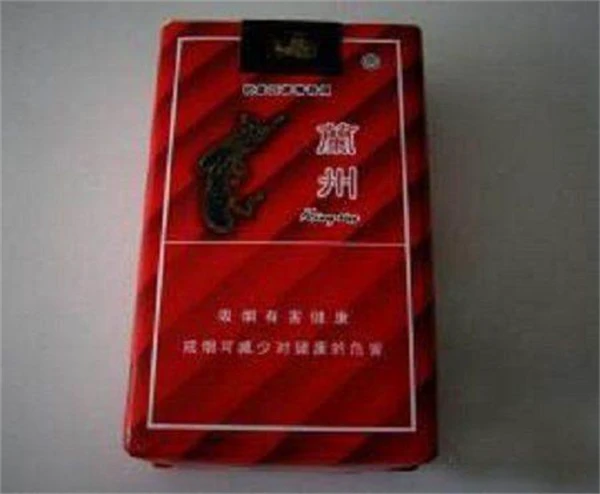 蘭
州
吸烟有害健康
戒烟可减少对健康的危害